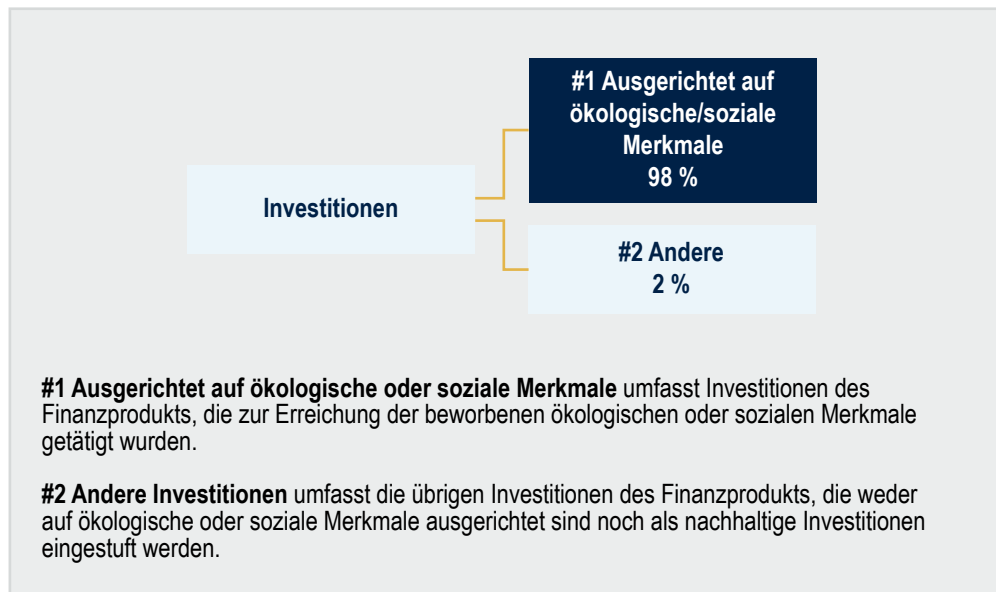 #1 Ausgerichtet auf
ökologische/soziale
Merkmale
98 %
Investitionen
#2 Andere
2 %
#1 Ausgerichtet auf ökologische oder soziale Merkmale umfasst Investitionen des
Finanzprodukts, die zur Erreichung der beworbenen ökologischen oder sozialen Merkmale
getätigt wurden.
#2 Andere Investitionen umfasst die übrigen Investitionen des Finanzprodukts, die weder
auf ökologische oder soziale Merkmale ausgerichtet sind noch als nachhaltige Investitionen
eingestuft werden.